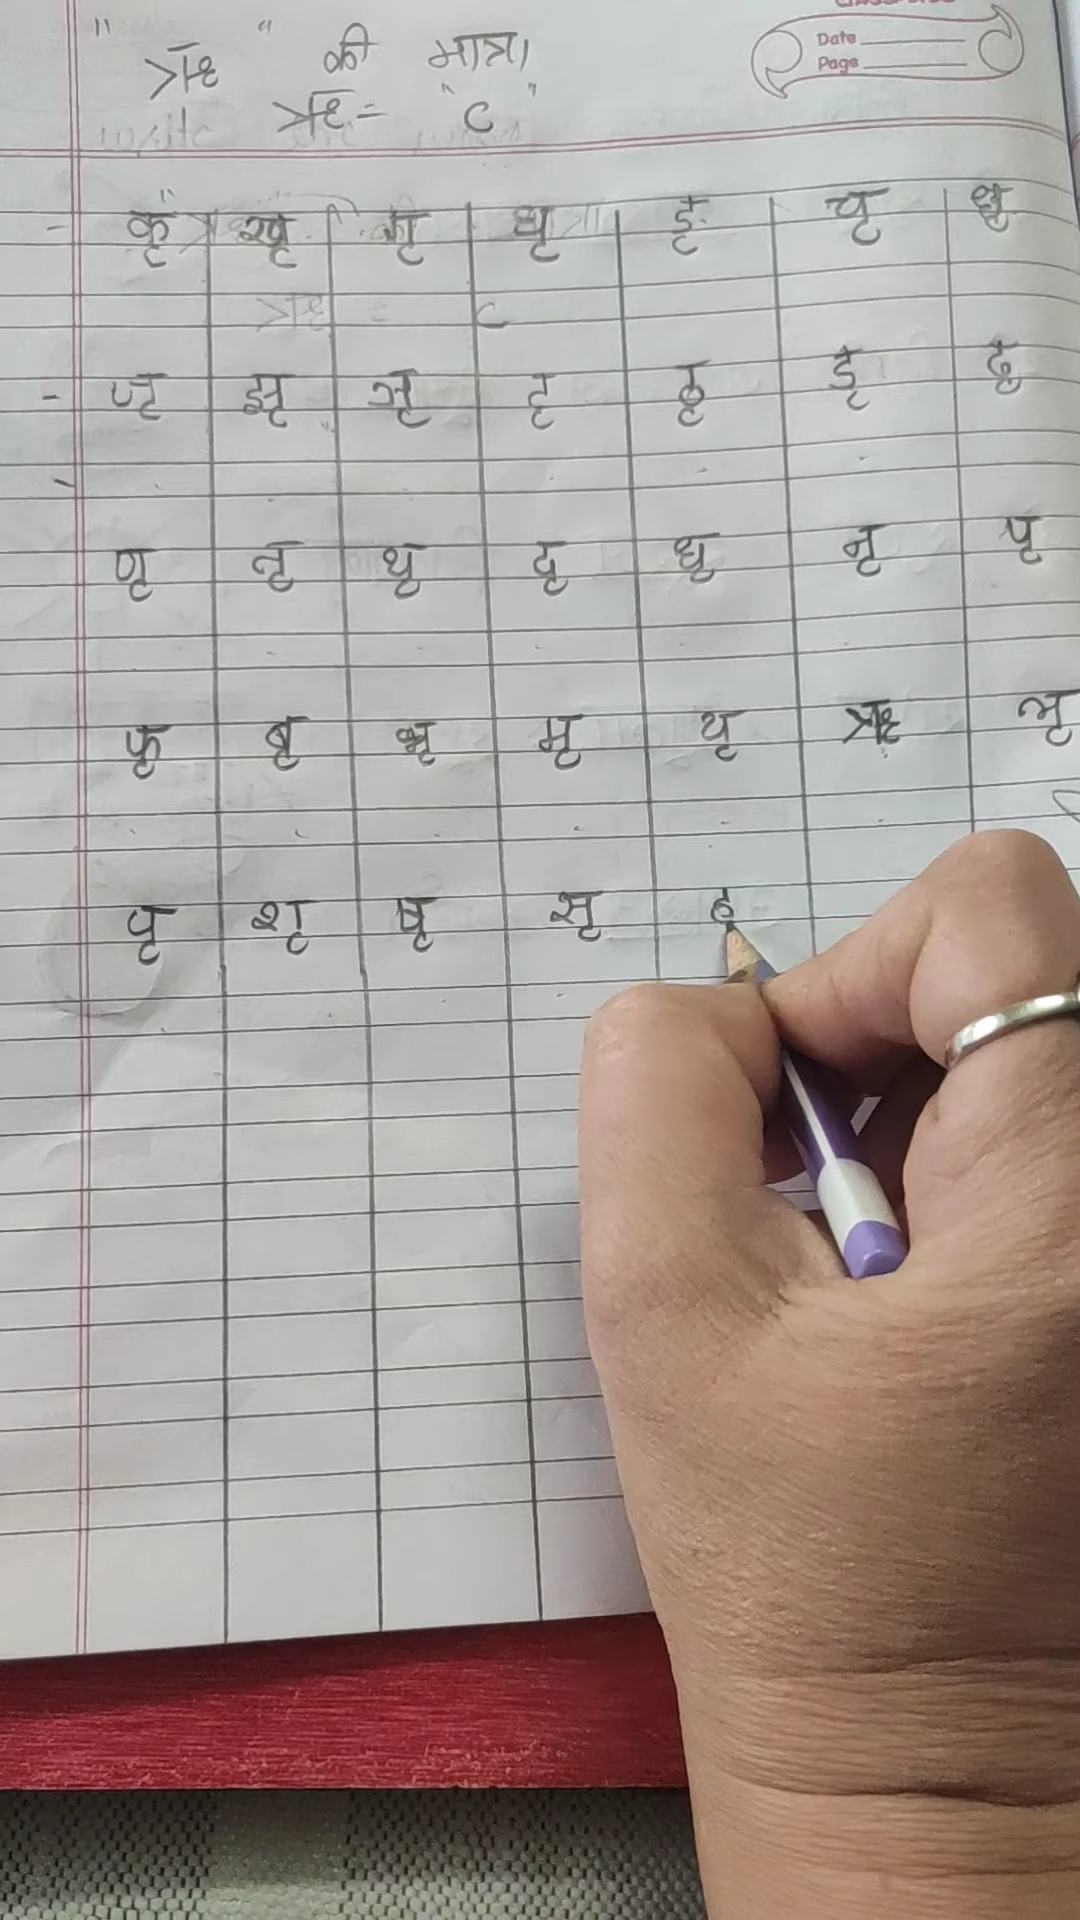 "ऋ" की मात्रा
ऋ = "ृ"
Date
Page
कृ खृ गृ घृ ङृ चृ छृ
जृ झृ ञृ टृ ठृ डृ ढृ
णृ तृ थृ दृ धृ नृ पृ
फृ बृ भृ मृ यृ ऋ लृ
वृ शृ षृ सृ ह